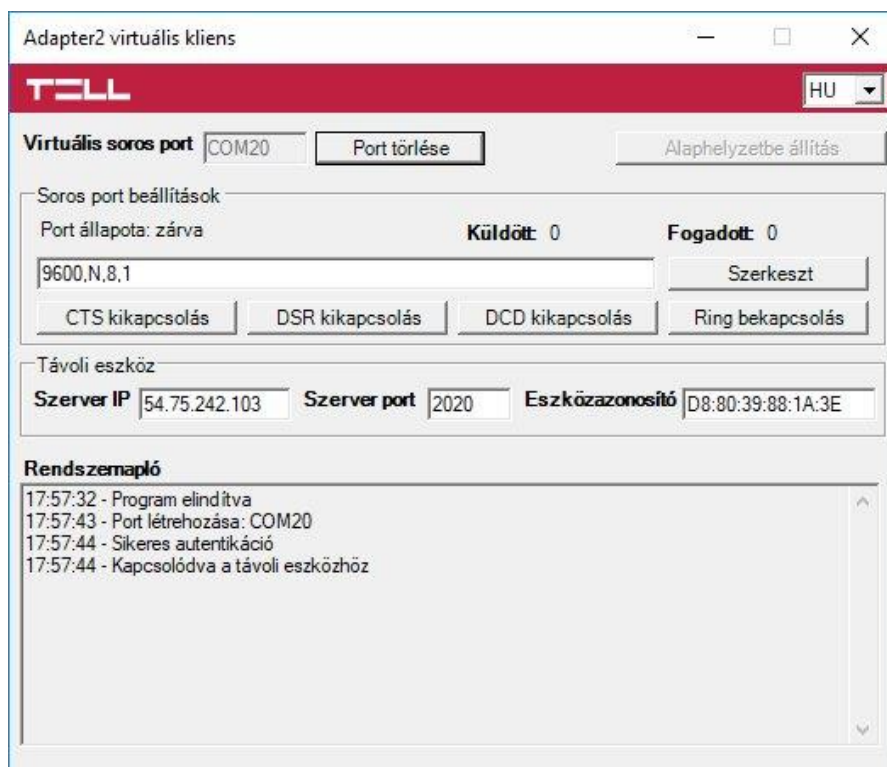 Adapter2 virtuális kliens
TELL
HU
Virtuális soros port COM20 Port törlése Alaphelyzetbe állítás
Soros port beállítások
Port állapota: zárva Küldött: 0 Fogadott: 0
9600,N,8,1 Szerkeszt
CTS kikapcsolás DSR kikapcsolás DCD kikapcsolás Ring bekapcsolás
Távoli eszköz
Szerver IP 54.75.242.103 Szerver port 2020 Eszközazonosító D8:80:39:88:1A:3E
Rendszernapló
17:57:32 - Program elindítva
17:57:43 - Port létrehozása: COM20
17:57:44 - Sikeres autentikáció
17:57:44 - Kapcsolódva a távoli eszközhöz